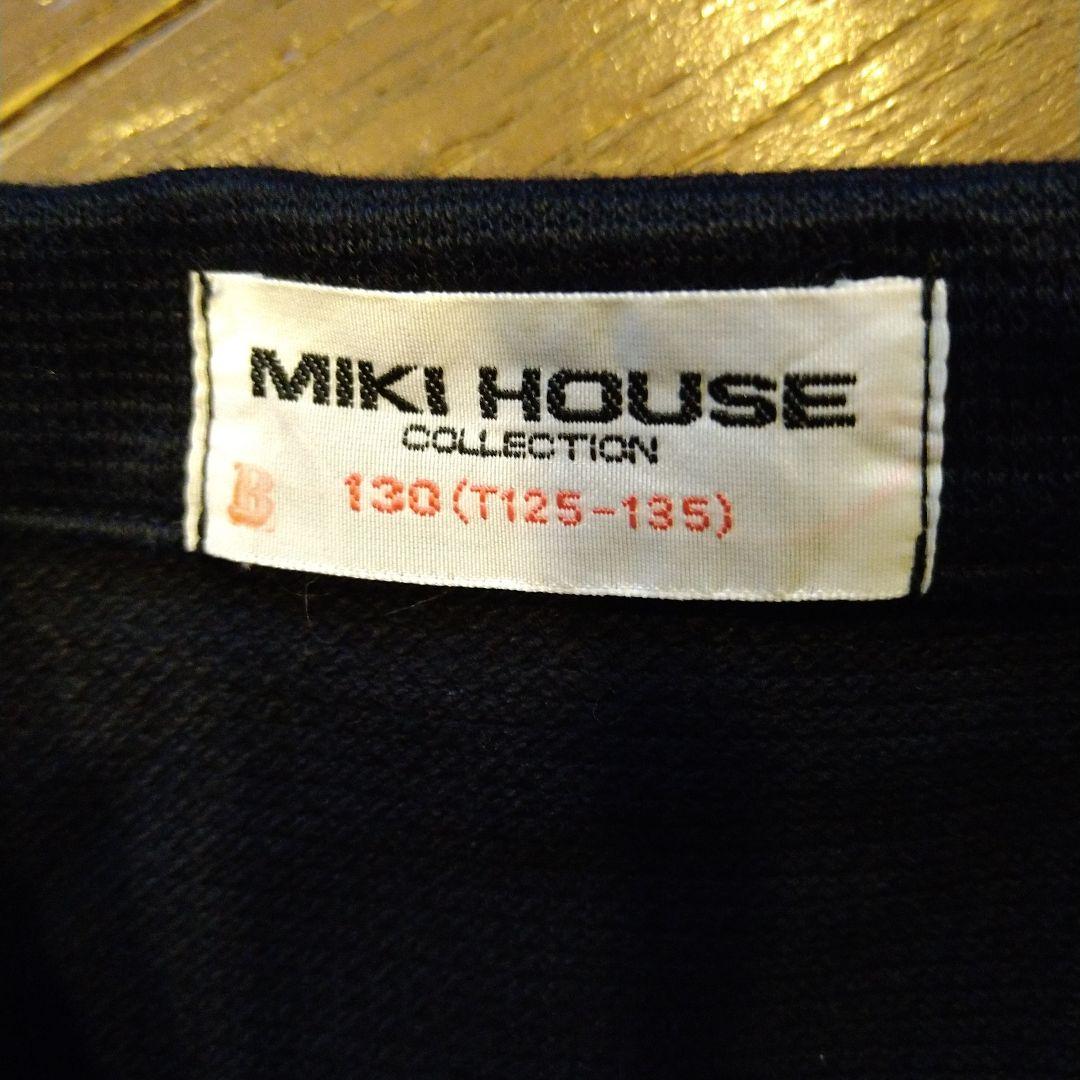 MIKI HOUSE
COLLECTION
B 130 (T125-135)